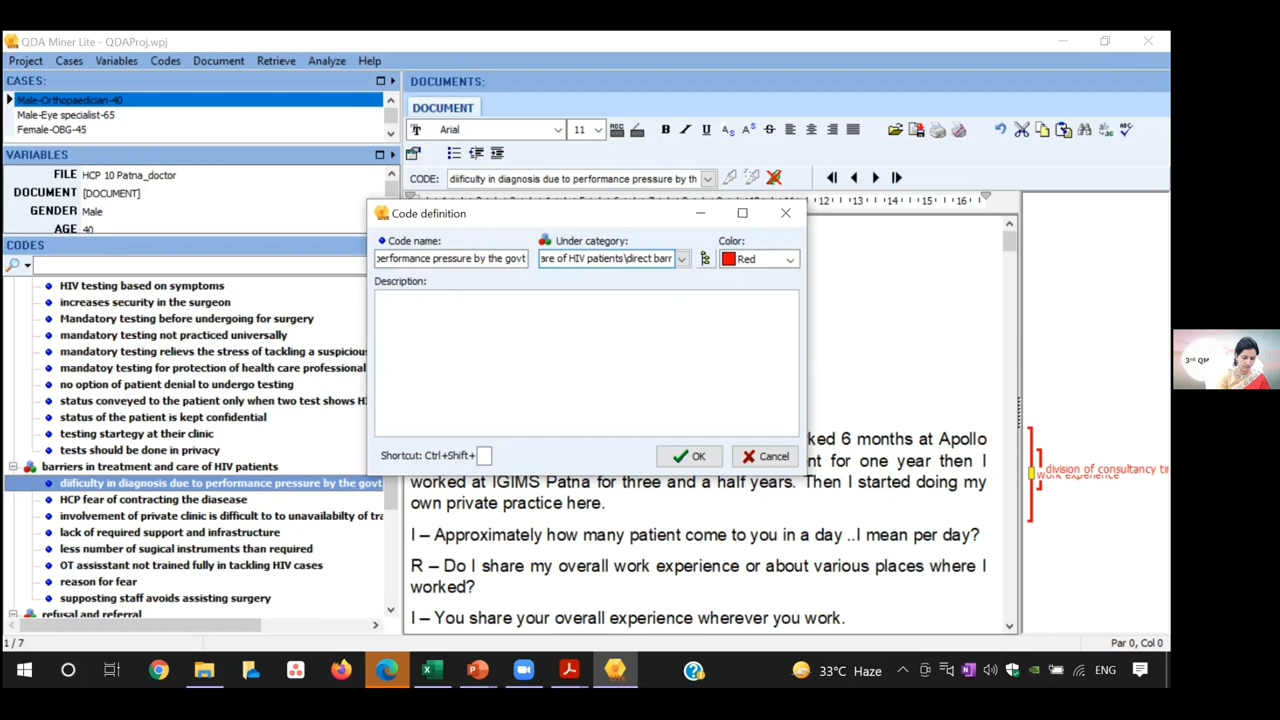 QDA Miner Lite - QDAProj.wpj
Project Cases Variables Codes Document Retrieve Analyze Help
CASES:
Male-Orthopaedician-40
Male-Eye specialist-65
Female-OBG-45
VARIABLES
FILE HCP 10 Patna_doctor
DOCUMENT [DOCUMENT]
GENDER Male
AGE 40
CODES
HIV testing based on symptoms
increases security in the surgeon
Mandatory testing before undergoing for surgery
mandatory testing not practiced universally
mandatory testing relieves the stress of tackling a suspicious
mandatoy testing for protection of health care professional
no option of patient denial to undergo testing
status conveyed to the patient only when two test shows H
status of the patient is kept confidential
testing startegy at their clinic
tests should be done in privacy
barriers in treatment and care of HIV patients
diificulty in diagnosis due to performance pressure by the govt
HCP fear of contracting the disease
involvement of private clinic is difficult to to unavailabilty of tra
lack of required support and infrastructure
less number of sugical instruments than required
OT assisstant not trained fully in tackling HIV cases
reason for fear
supposting staff avoids assisting surgery
refusal and referral
1 / 7
DOCUMENTS:
DOCUMENT
Arial 11 B I U
CODE: diificulty in diagnosis due to performance pressure by th
12 13 14 15 16
Code definition
Code name: Under category: Color:
performance pressure by the govt are of HIV patients\direct barr Red
Description:
Shortcut: Ctrl+Shift+ OK Cancel
ked 6 months at Apollo
nt for one year then I
worked at IGIMS Patna for three and a half years. Then I started doing my
own private practice here.
I – Approximately how many patient come to you in a day ..I mean per day?
R – Do I share my overall work experience or about various places where I
worked?
I – You share your overall experience wherever you work.
division of consultancy tir
work experience
Par 0, Col 0
3rd QM
33°C Haze ENG